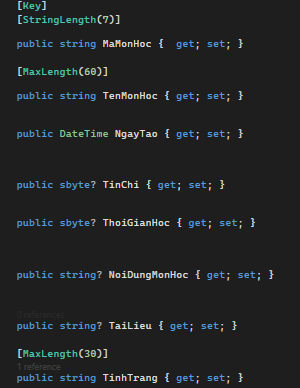 [Key]
[StringLength(7)]
public string MaMonHoc {  get; set; }
[MaxLength(60)]
public string TenMonHoc { get; set; }
public DateTime NgayTao { get; set; }
public sbyte? TinChi { get; set; }
public sbyte? ThoiGianHoc { get; set; }
public string? NoiDungMonHoc { get; set; }
0 references
public string? TaiLieu { get; set; }
[MaxLength(30)]
1 reference
public string TinhTrang { get; set; }